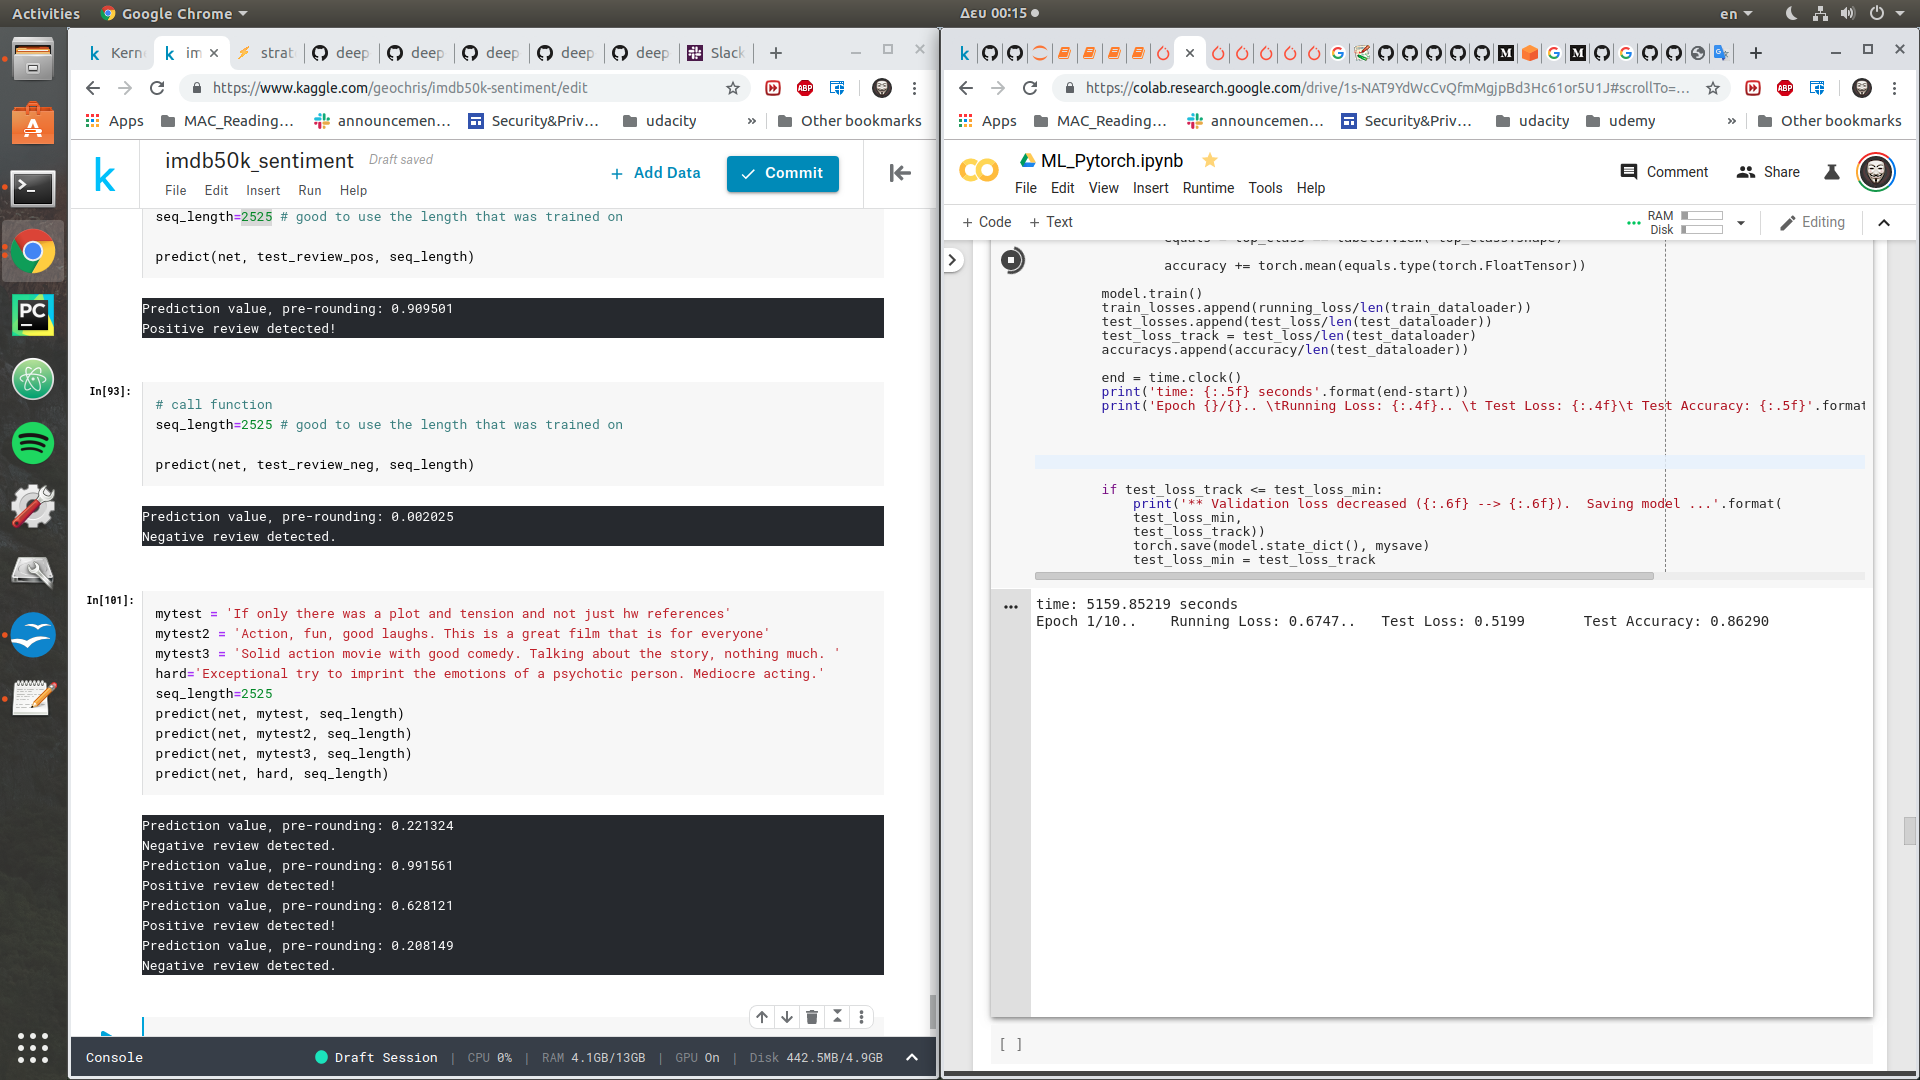 Activities
Google Chrome
Δευ 00:15
en
Kern
im
strat
deep
deep
deep
deep
deep
Slack
https://www.kaggle.com/geochris/imdb50k-sentiment/edit
Apps
MAC_Reading...
announcemen...
Security&Priv...
udacity
»
Other bookmarks
imdb50k_sentiment
Draft saved
File Edit Insert Run Help
+ Add Data
Commit
seq_length=2525 # good to use the length that was trained on
predict(net, test_review_pos, seq_length)
Prediction value, pre-rounding: 0.909501
Positive review detected!
In[93]:
# call function
seq_length=2525 # good to use the length that was trained on
predict(net, test_review_neg, seq_length)
Prediction value, pre-rounding: 0.002025
Negative review detected.
In[101]:
mytest = 'If only there was a plot and tension and not just hw references'
mytest2 = 'Action, fun, good laughs. This is a great film that is for everyone'
mytest3 = 'Solid action movie with good comedy. Talking about the story, nothing much. '
hard='Exceptional try to imprint the emotions of a psychotic person. Mediocre acting.'
seq_length=2525
predict(net, mytest, seq_length)
predict(net, mytest2, seq_length)
predict(net, mytest3, seq_length)
predict(net, hard, seq_length)
Prediction value, pre-rounding: 0.221324
Negative review detected.
Prediction value, pre-rounding: 0.991561
Positive review detected!
Prediction value, pre-rounding: 0.628121
Positive review detected!
Prediction value, pre-rounding: 0.208149
Negative review detected.
Console
Draft Session | CPU 0% | RAM 4.1GB/13GB | GPU On | Disk 442.5MB/4.9GB
https://colab.research.google.com/drive/1s-NAT9YdWcCvQfmMgjpBd3Hc61or5U1J#scrollTo=...
Apps
MAC_Reading...
announcemen...
Security&Priv...
udacity
udemy
»
Other bookmarks
ML_Pytorch.ipynb
File Edit View Insert Runtime Tools Help
Comment
Share
+ Code + Text
RAM
Disk
Editing
equals = top_class == labels.view(*top_class.shape)
accuracy += torch.mean(equals.type(torch.FloatTensor))
model.train()
train_losses.append(running_loss/len(train_dataloader))
test_losses.append(test_loss/len(test_dataloader))
test_loss_track = test_loss/len(test_dataloader)
accuracys.append(accuracy/len(test_dataloader))
end = time.clock()
print('time: {:.5f} seconds'.format(end-start))
print('Epoch {}/{}.. \tRunning Loss: {:.4f}.. \t Test Loss: {:.4f}\t Test Accuracy: {:.5f}'.format
if test_loss_track <= test_loss_min:
print('** Validation loss decreased ({:.6f} --> {:.6f}).  Saving model ...'.format(
test_loss_min,
test_loss_track))
torch.save(model.state_dict(), mysave)
test_loss_min = test_loss_track
time: 5159.85219 seconds
Epoch 1/10.. Running Loss: 0.6747.. Test Loss: 0.5199 Test Accuracy: 0.86290
[ ]